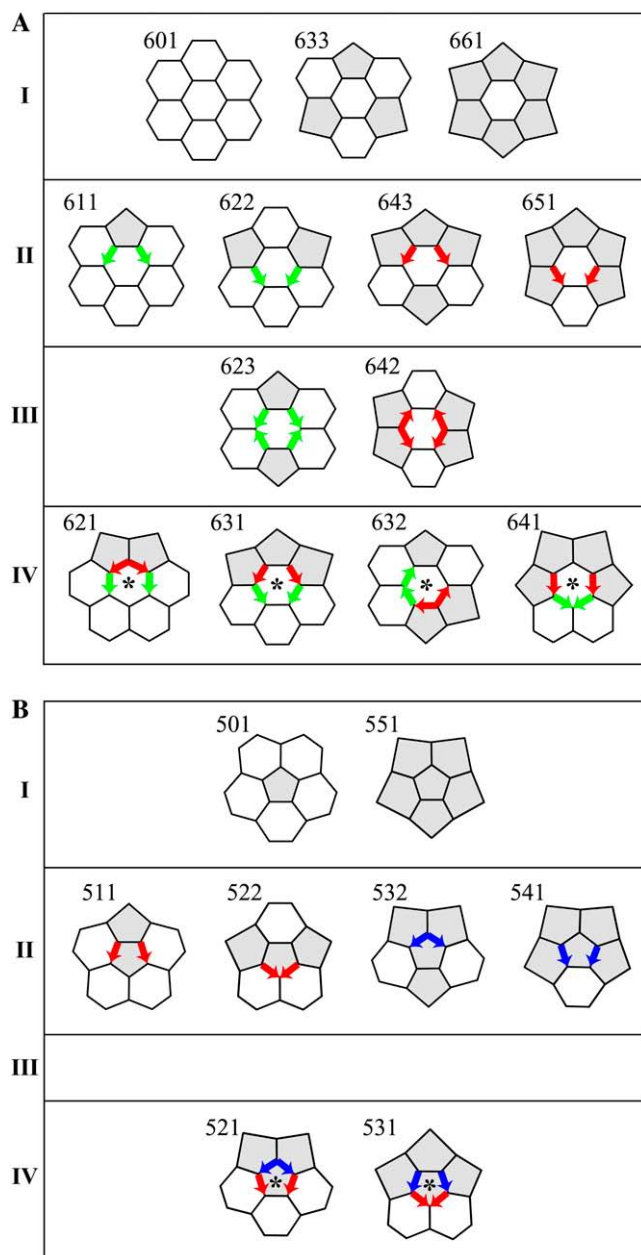 A
601 633 661
I
611 622 643 651
II
623 642
III
621 631 632 641
IV
* * * *
B
501 551
I
511 522 532 541
II
III
521 531
IV
* *